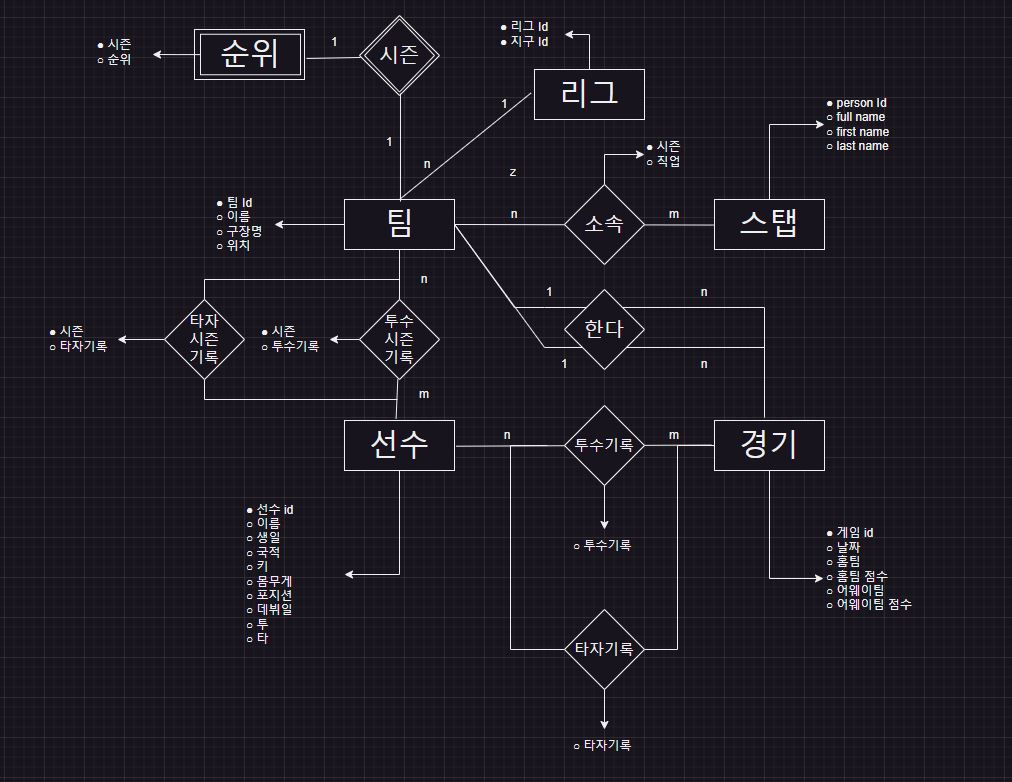 ● 시즌
○ 순위
순위
1
시즌
● 리그 Id
● 지구 Id
리그
1
1
n
z
● person Id
○ full name
○ first name
○ last name
● 시즌
○ 직업
● 팀 Id
○ 이름
○ 구장명
○ 위치
팀
n
소속
m
스탭
n
1
n
● 시즌
○ 타자기록
타자
시즌
기록
● 시즌
○ 투수기록
투수
시즌
기록
한다
1
n
m
선수
n
투수기록
m
경기
● 선수 id
○ 이름
○ 생일
○ 국적
○ 키
○ 몸무게
○ 포지션
○ 데뷔일
○ 투
○ 타
○ 투수기록
● 게임 id
○ 날짜
○ 홈팀
○ 홈팀 점수
○ 어웨이팀
○ 어웨이팀 점수
타자기록
○ 타자기록